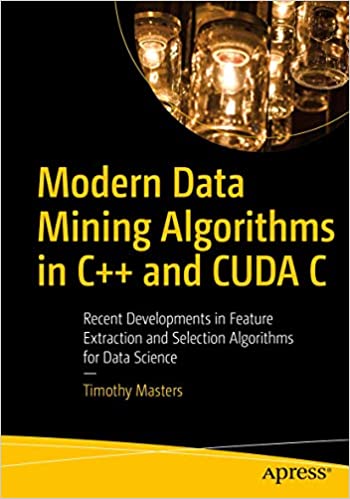 Modern Data
Mining Algorithms
in C++ and CUDA C
Recent Developments in Feature
Extraction and Selection Algorithms
for Data Science
—
Timothy Masters
Apress®